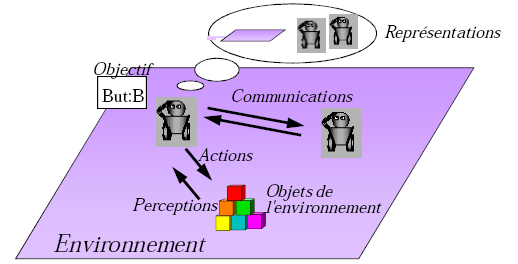 Représentations
Objectif
But:B
Communications
Actions
Perceptions
Objets de
l'environnement
Environnement